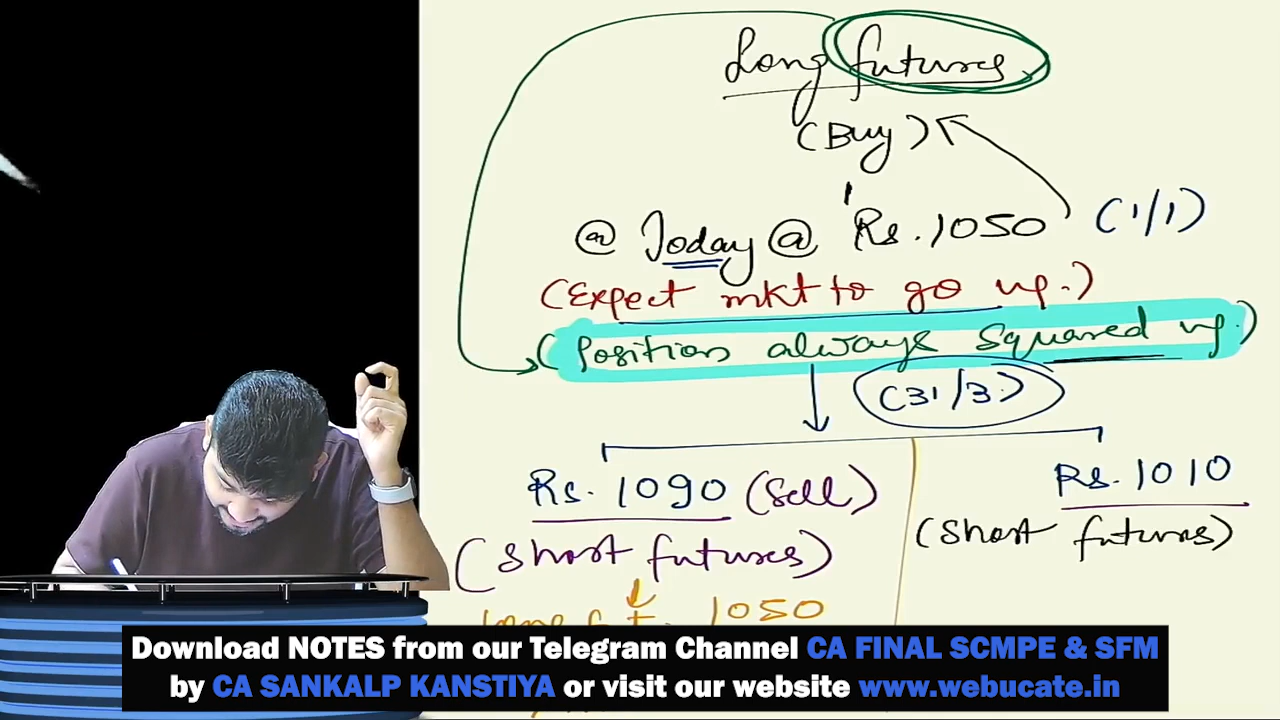 Long futures
(Buy)
@ Today @ Rs. 1050 (1/1)
(Expect mkt to go up.)
(Position always squared up.)
(31/3)
Rs. 1090 (Sell)
(Short futures)
Rs. 1010
(Short futures)
1050
Download NOTES from our Telegram Channel CA FINAL SCMPE & SFM
by CA SANKALP KANSTIYA or visit our website www.webucate.in